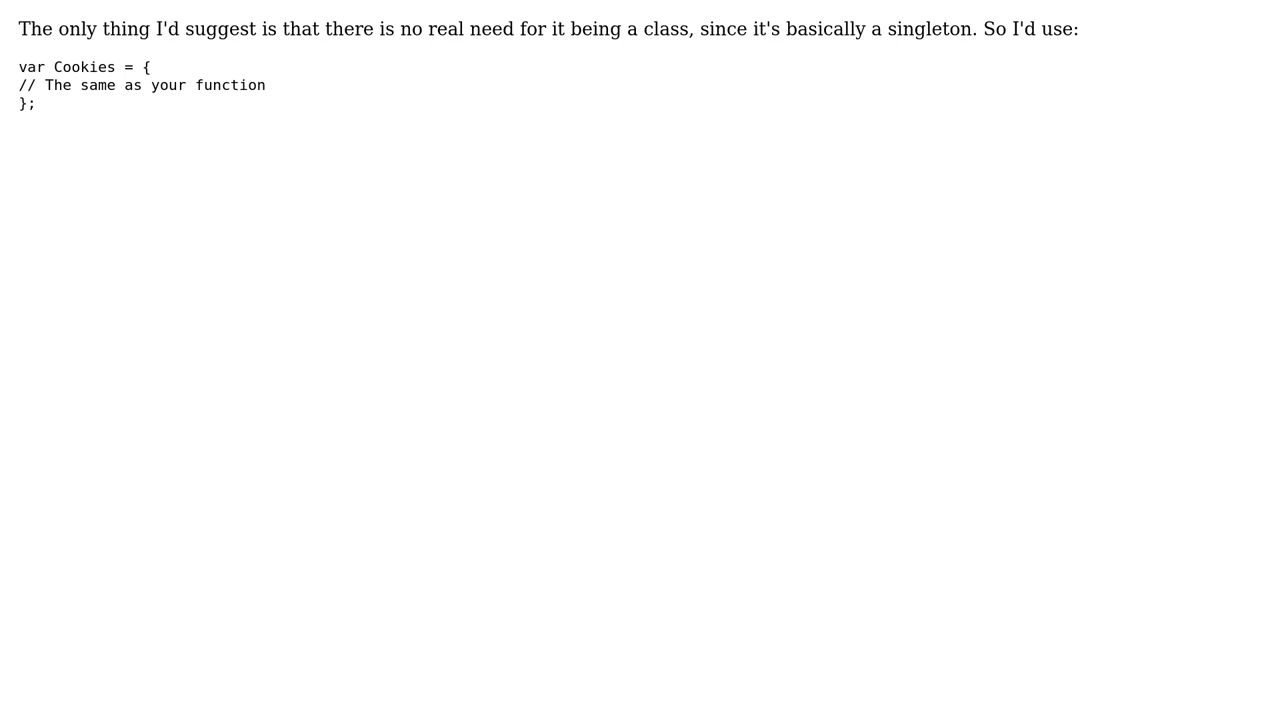 The only thing I'd suggest is that there is no real need for it being a class, since it's basically a singleton. So I'd use:
var Cookies = {
// The same as your function
};